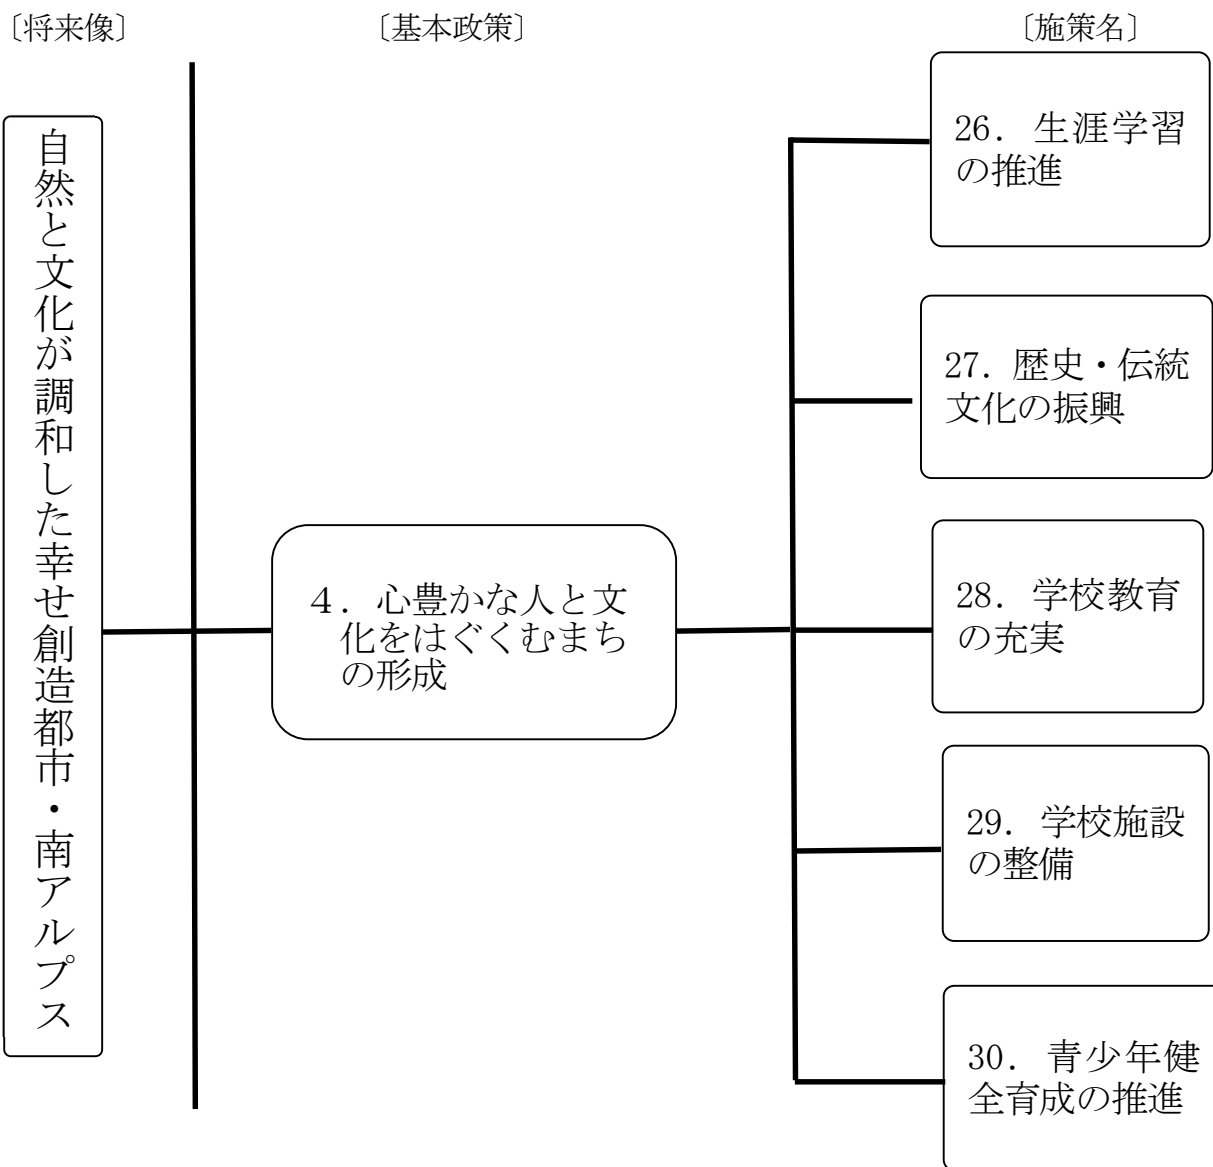 〔将来像〕
〔基本政策〕
〔施策名〕
自然と文化が調和した幸せ創造都市・南アルプス
４．心豊かな人と文
化をはぐくむまち
の形成
26．生涯学習
の推進
27．歴史・伝統
文化の振興
28．学校教育
の充実
29．学校施設
の整備
30．青少年健
全育成の推進